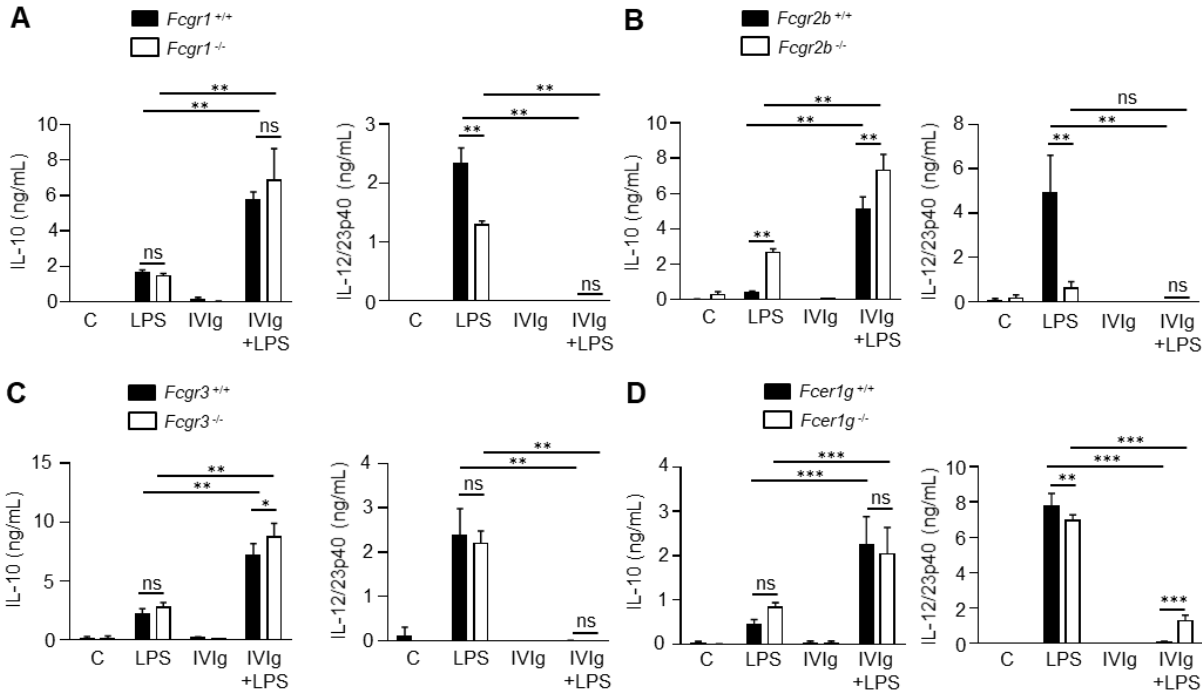 A
Fcgr1 +/+
Fcgr1 -/-
IL-10 (ng/mL)
10
8
6
4
2
0
ns
**
**
ns
C LPS IVIg IVIg
+LPS
IL-12/23p40 (ng/mL)
3
2
1
0
**
**
**
ns
C LPS IVIg IVIg
+LPS
B
Fcgr2b +/+
Fcgr2b -/-
IL-10 (ng/mL)
10
8
6
4
2
0
**
**
**
**
C LPS IVIg IVIg
+LPS
IL-12/23p40 (ng/mL)
8
6
4
2
0
ns
**
**
ns
C LPS IVIg IVIg
+LPS
C
Fcgr3 +/+
Fcgr3 -/-
IL-10 (ng/mL)
15
10
5
0
**
**
*
ns
C LPS IVIg IVIg
+LPS
IL-12/23p40 (ng/mL)
4
3
2
1
0
**
**
ns
ns
C LPS IVIg IVIg
+LPS
D
Fcer1g +/+
Fcer1g -/-
IL-10 (ng/mL)
4
3
2
1
0
***
***
ns
ns
C LPS IVIg IVIg
+LPS
IL-12/23p40 (ng/mL)
10
8
6
4
2
0
***
***
**
***
C LPS IVIg IVIg
+LPS